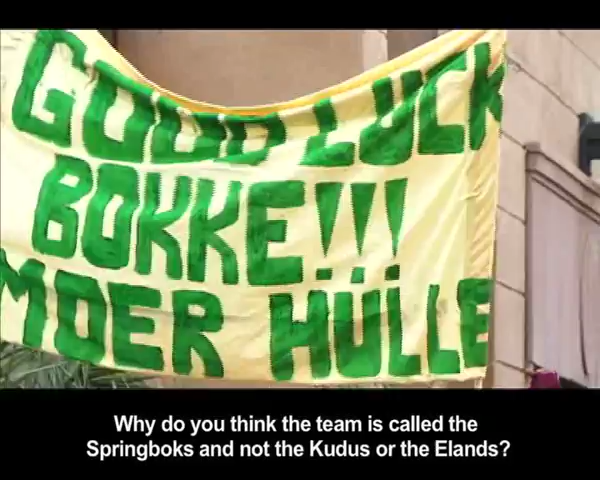 GOOD LUCK
BOKKE!!!
MOER HÜLLE
Why do you think the team is called the
Springboks and not the Kudus or the Elands?